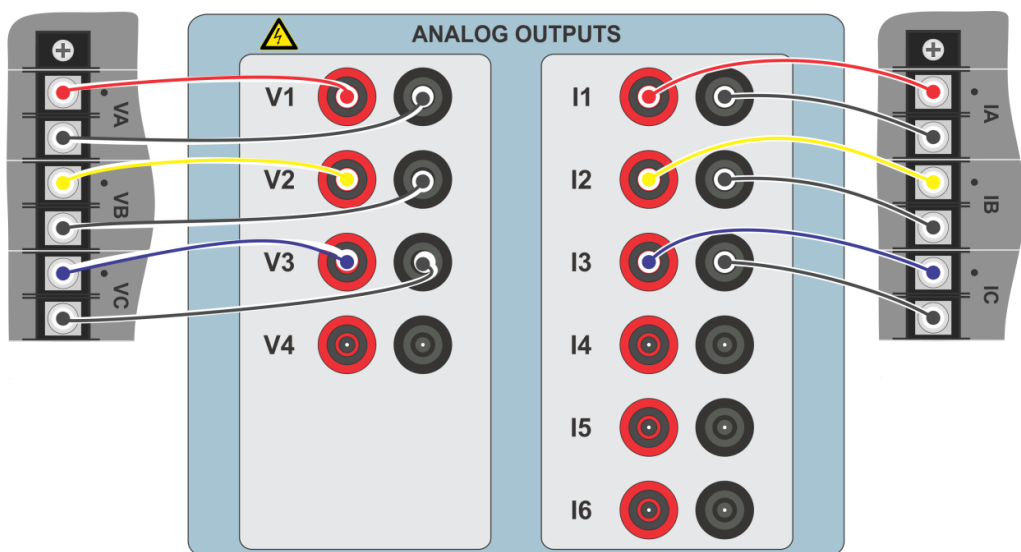 ANALOG OUTPUTS
VA
VB
VC
V1
V2
V3
V4
I1
I2
I3
I4
I5
I6
IA
IB
IC